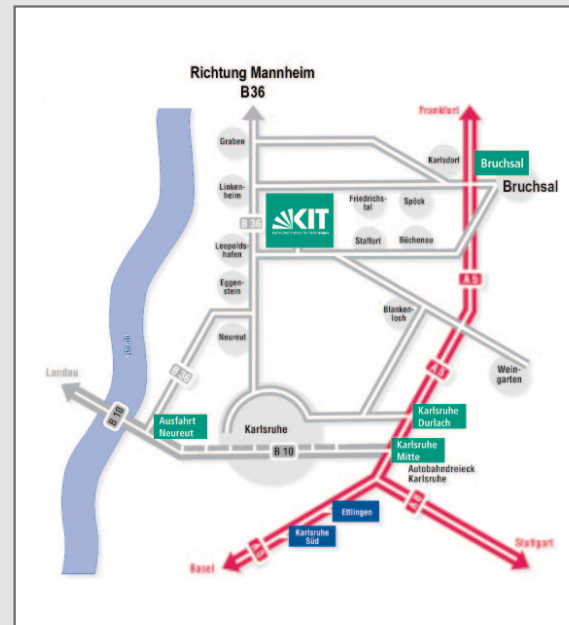 Richtung Mannheim
B36
Frankfurt
Graben
Karlsdorf
Bruchsal
Bruchsal
Linken-
heim
Friedrichs-
tal
Spöck
B 36
KIT
Leopolds-
hafen
Staffort
Büchenau
Eggen-
stein
A 5
Blanken-
loch
Neureut
Landau
B 36
A 5
Wein-
garten
B 10
Ausfahrt
Neureut
Karlsruhe
Karlsruhe
Durlach
B 10
Karlsruhe
Mitte
Autobahndreieck
Karlsruhe
A 8
Ettlingen
Karlsruhe
Süd
A 5
Basel
Stuttgart